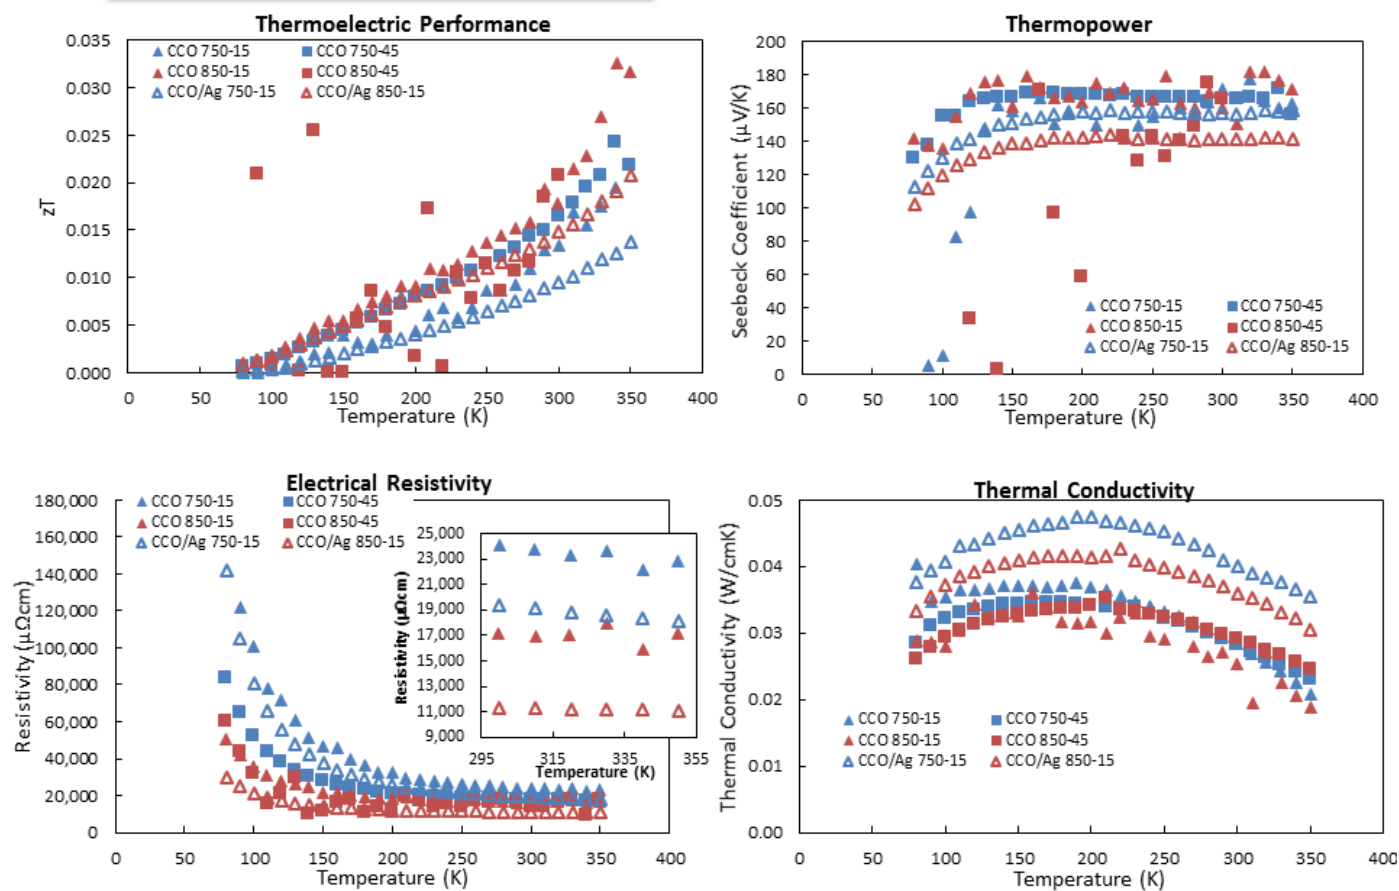 Thermoelectric Performance
0.035
0.030
0.025
0.020
0.015
0.010
0.005
0.000
zT
CCO 750-15
CCO 750-45
CCO 850-15
CCO 850-45
CCO/Ag 750-15
CCO/Ag 850-15
0 50 100 150 200 250 300 350 400
Temperature (K)
Thermopower
200
180
160
140
120
100
80
60
40
20
0
Seebeck Coefficient (μV/K)
CCO 750-15
CCO 750-45
CCO 850-15
CCO 850-45
CCO/Ag 750-15
CCO/Ag 850-15
0 50 100 150 200 250 300 350 400
Temperature (K)
Electrical Resistivity
180,000
160,000
140,000
120,000
100,000
80,000
60,000
40,000
20,000
0
Resistivity (μΩcm)
CCO 750-15
CCO 750-45
CCO 850-15
CCO 850-45
CCO/Ag 750-15
CCO/Ag 850-15
25,000
23,000
21,000
19,000
17,000
15,000
13,000
11,000
9,000
Resistivity (μΩcm)
295 315 335 355
Temperature (K)
0 50 100 150 200 250 300 350 400
Temperature (K)
Thermal Conductivity
0.05
0.04
0.03
0.02
0.01
0.00
Thermal Conductivity (W/cmK)
CCO 750-15
CCO 750-45
CCO 850-15
CCO 850-45
CCO/Ag 750-15
CCO/Ag 850-15
0 50 100 150 200 250 300 350 400
Temperature (K)